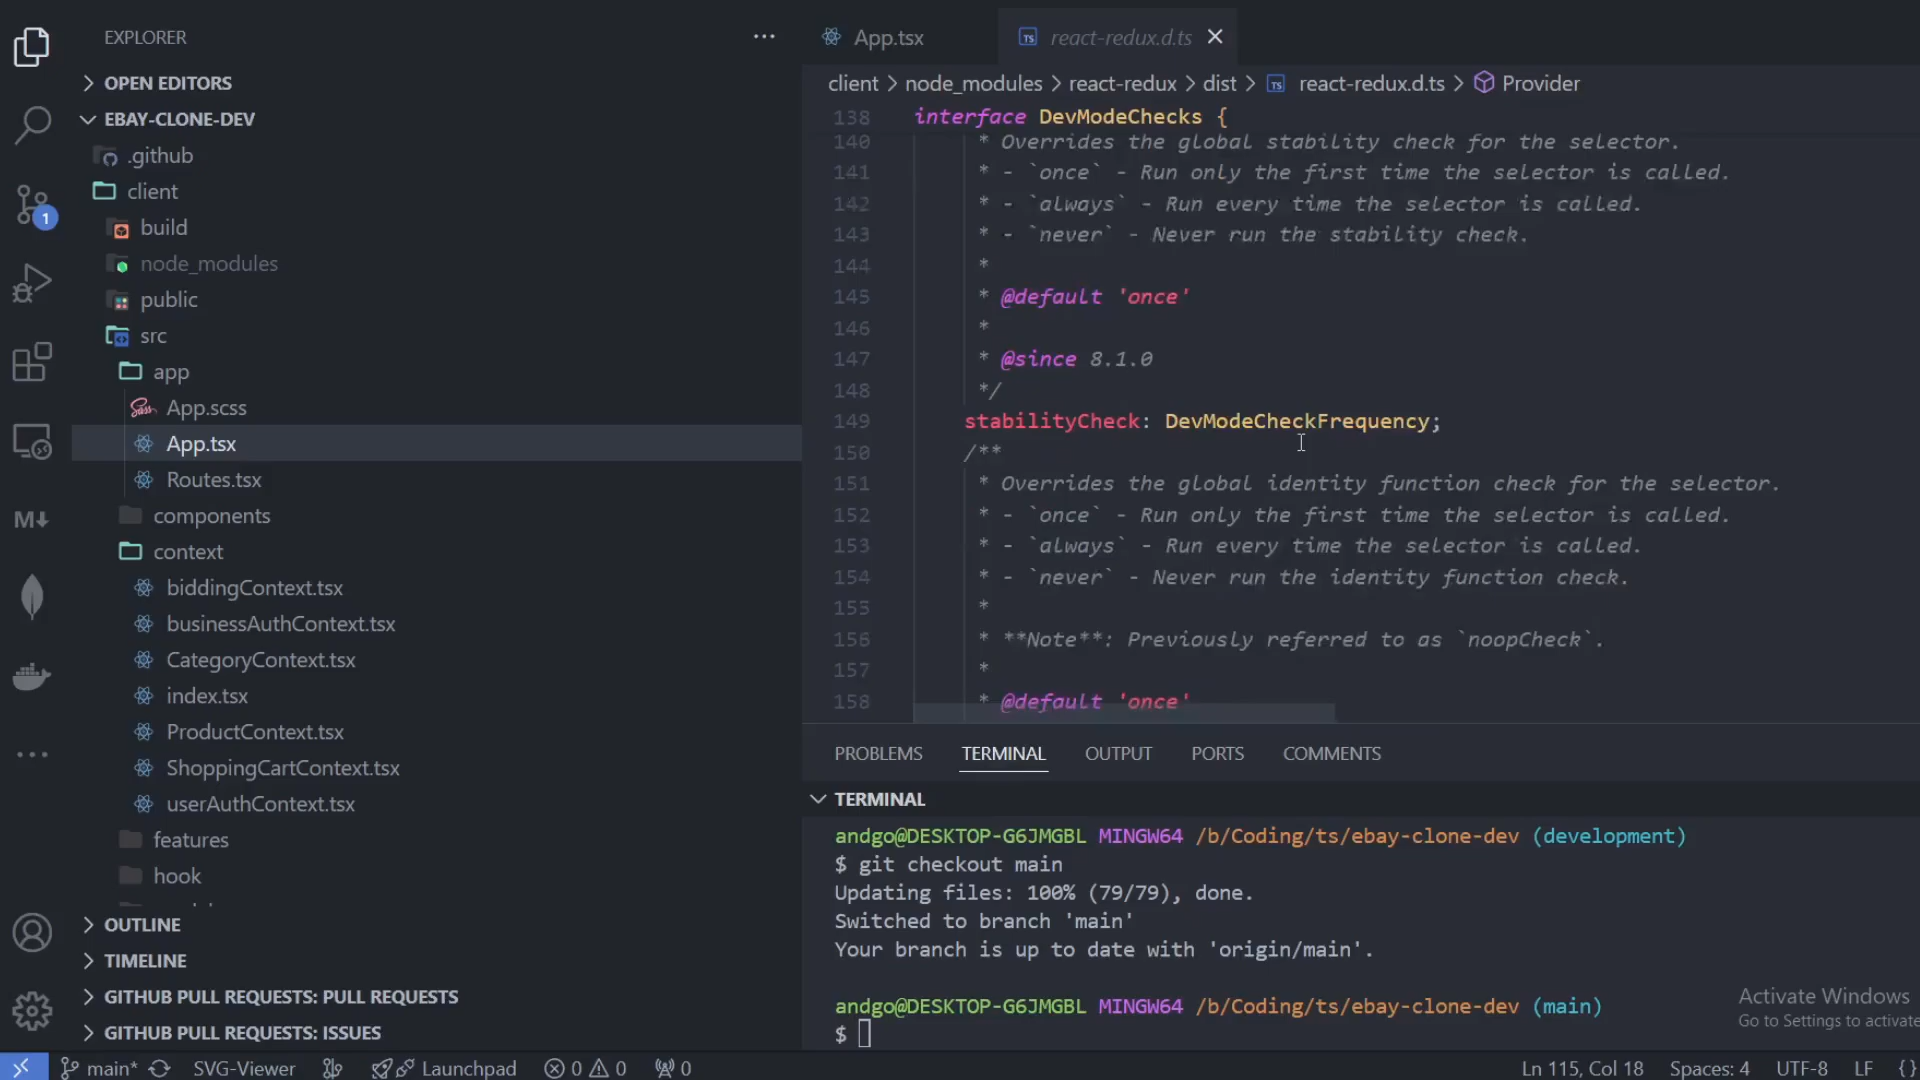 EXPLORER
OPEN EDITORS
EBAY-CLONE-DEV
.github
client
build
node_modules
public
src
app
App.scss
App.tsx
Routes.tsx
components
context
biddingContext.tsx
businessAuthContext.tsx
CategoryContext.tsx
index.tsx
ProductContext.tsx
ShoppingCartContext.tsx
userAuthContext.tsx
features
hook
OUTLINE
TIMELINE
GITHUB PULL REQUESTS: PULL REQUESTS
GITHUB PULL REQUESTS: ISSUES
1
M
App.tsx
TS react-redux.d.ts
client > node_modules > react-redux > dist > TS react-redux.d.ts > Provider
138 interface DevModeChecks {
140 * Overrides the global stability check for the selector.
141 * - `once` - Run only the first time the selector is called.
142 * - `always` - Run every time the selector is called.
143 * - `never` - Never run the stability check.
144 *
145 * @default 'once'
146 *
147 * @since 8.1.0
148 */
149 stabilityCheck: DevModeCheckFrequency;
150 /**
151 * Overrides the global identity function check for the selector.
152 * - `once` - Run only the first time the selector is called.
153 * - `always` - Run every time the selector is called.
154 * - `never` - Never run the identity function check.
155 *
156 * **Note**: Previously referred to as `noopCheck`.
157 *
158 * @default 'once'
PROBLEMS TERMINAL OUTPUT PORTS COMMENTS
TERMINAL
andgo@DESKTOP-G6JMGBL MINGW64 /b/Coding/ts/ebay-clone-dev (development)
$ git checkout main
Updating files: 100% (79/79), done.
Switched to branch 'main'
Your branch is up to date with 'origin/main'.
andgo@DESKTOP-G6JMGBL MINGW64 /b/Coding/ts/ebay-clone-dev (main)
$
Activate Windows
Go to Settings to activate
main* SVG-Viewer Launchpad 0 0 0 Ln 115, Col 18 Spaces: 4 UTF-8 LF {}